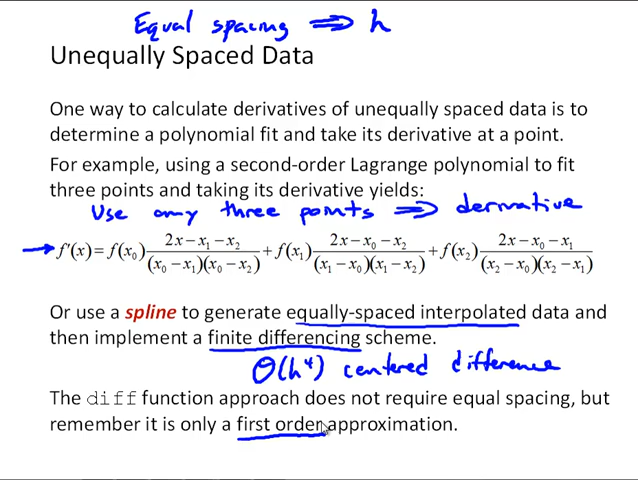 Equal spacing ⇒ h
Unequally Spaced Data
One way to calculate derivatives of unequally spaced data is to
determine a polynomial fit and take its derivative at a point.
For example, using a second-order Lagrange polynomial to fit
three points and taking its derivative yields:
Use any three points ⇒ derivative
→ f'(x) = f(x₀) (2x − x₁ − x₂)/((x₀ − x₁)(x₀ − x₂)) + f(x₁) (2x − x₀ − x₂)/((x₁ − x₀)(x₁ − x₂)) + f(x₂) (2x − x₀ − x₁)/((x₂ − x₀)(x₂ − x₁))
Or use a spline to generate equally-spaced interpolated data and
then implement a finite differencing scheme.
O(h⁴) centered difference
The diff function approach does not require equal spacing, but
remember it is only a first order approximation.